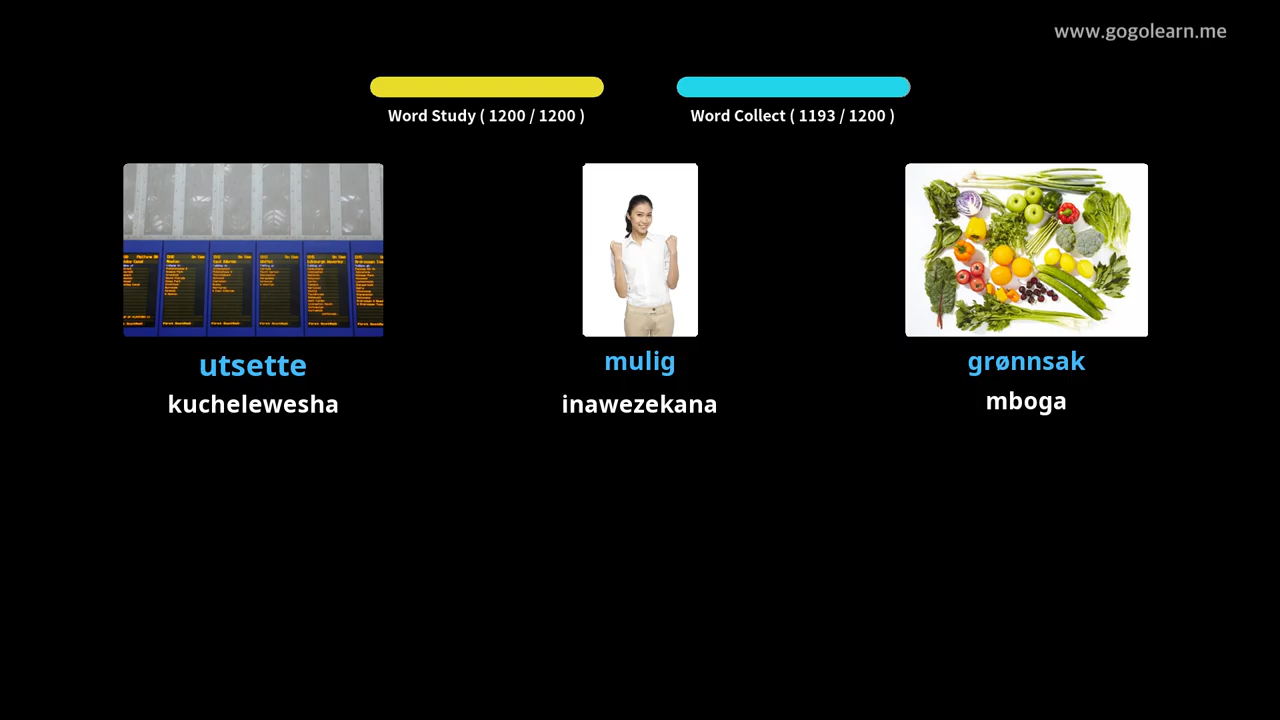 www.gogolearn.me
Word Study ( 1200 / 1200 )
Word Collect ( 1193 / 1200 )
utsette
mulig
grønnsak
kuchelewesha
inawezekana
mboga